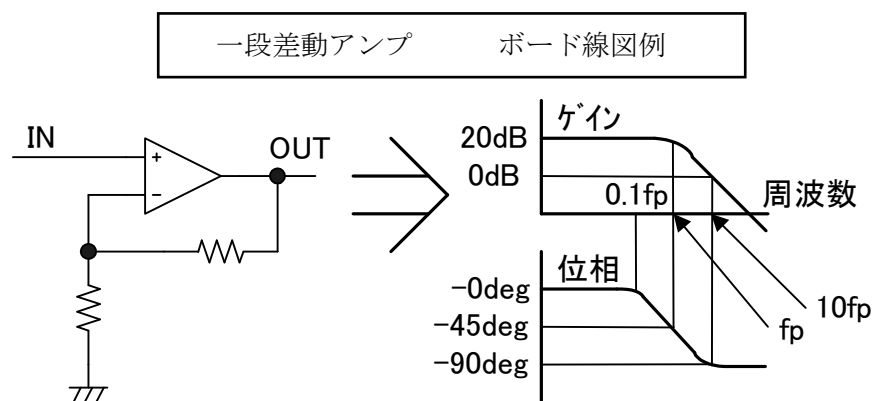 一段差動アンプ ボード線図例
IN
OUT
+
−
ゲイン
20dB
0dB
0.1fp
周波数
位相
-0deg
-45deg
-90deg
fp
10fp